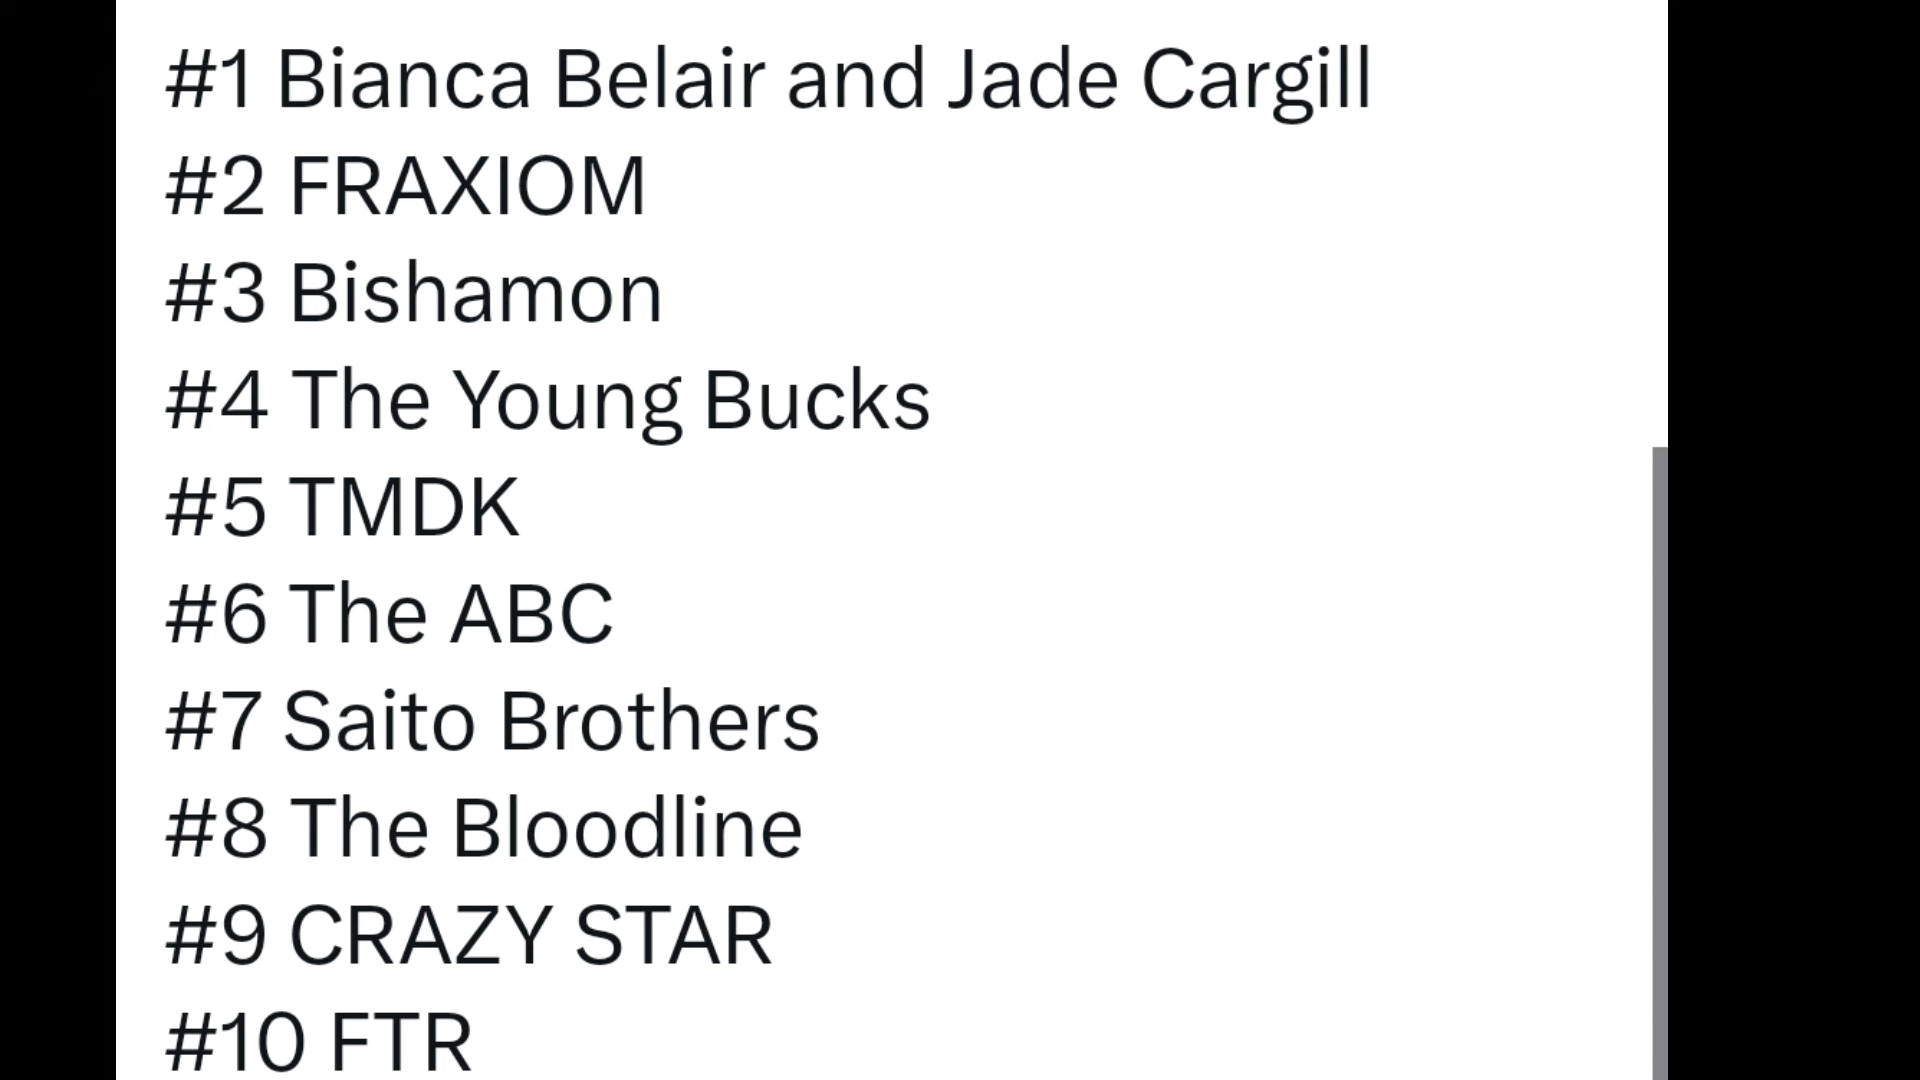 #1 Bianca Belair and Jade Cargill
#2 FRAXIOM
#3 Bishamon
#4 The Young Bucks
#5 TMDK
#6 The ABC
#7 Saito Brothers
#8 The Bloodline
#9 CRAZY STAR
#10 FTR